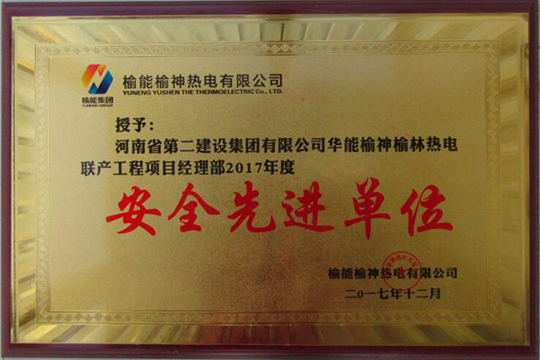 榆能榆神热电有限公司
YUNENG YUSHEN THE THERMOELECTRIC Co., LTD.
榆能集团
YUNENG GROUP
授予：
河南省第二建设集团有限公司华能榆神榆林热电
联产工程项目经理部2017年度
安全先进单位
榆能榆神热电有限公司
二〇一七年十二月